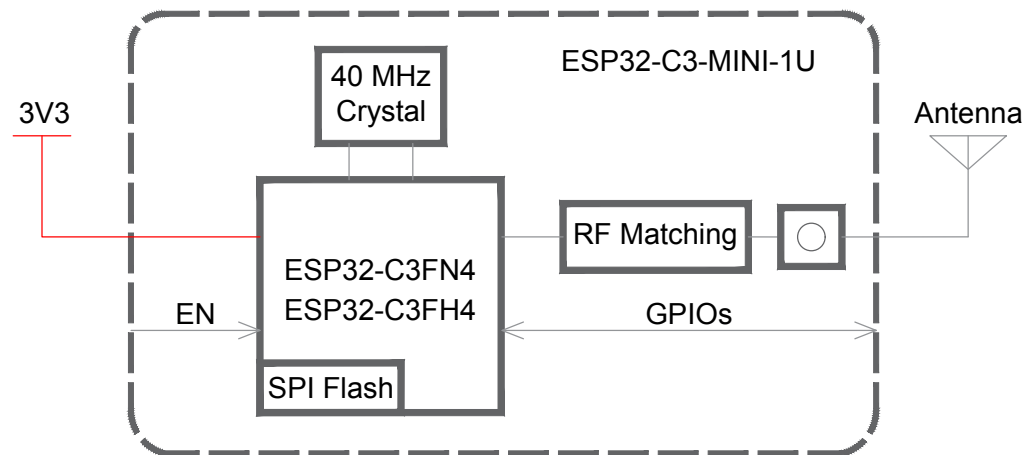 ESP32-C3-MINI-1U
40 MHz
Crystal
3V3
Antenna
RF Matching
ESP32-C3FN4
ESP32-C3FH4
EN
GPIOs
SPI Flash